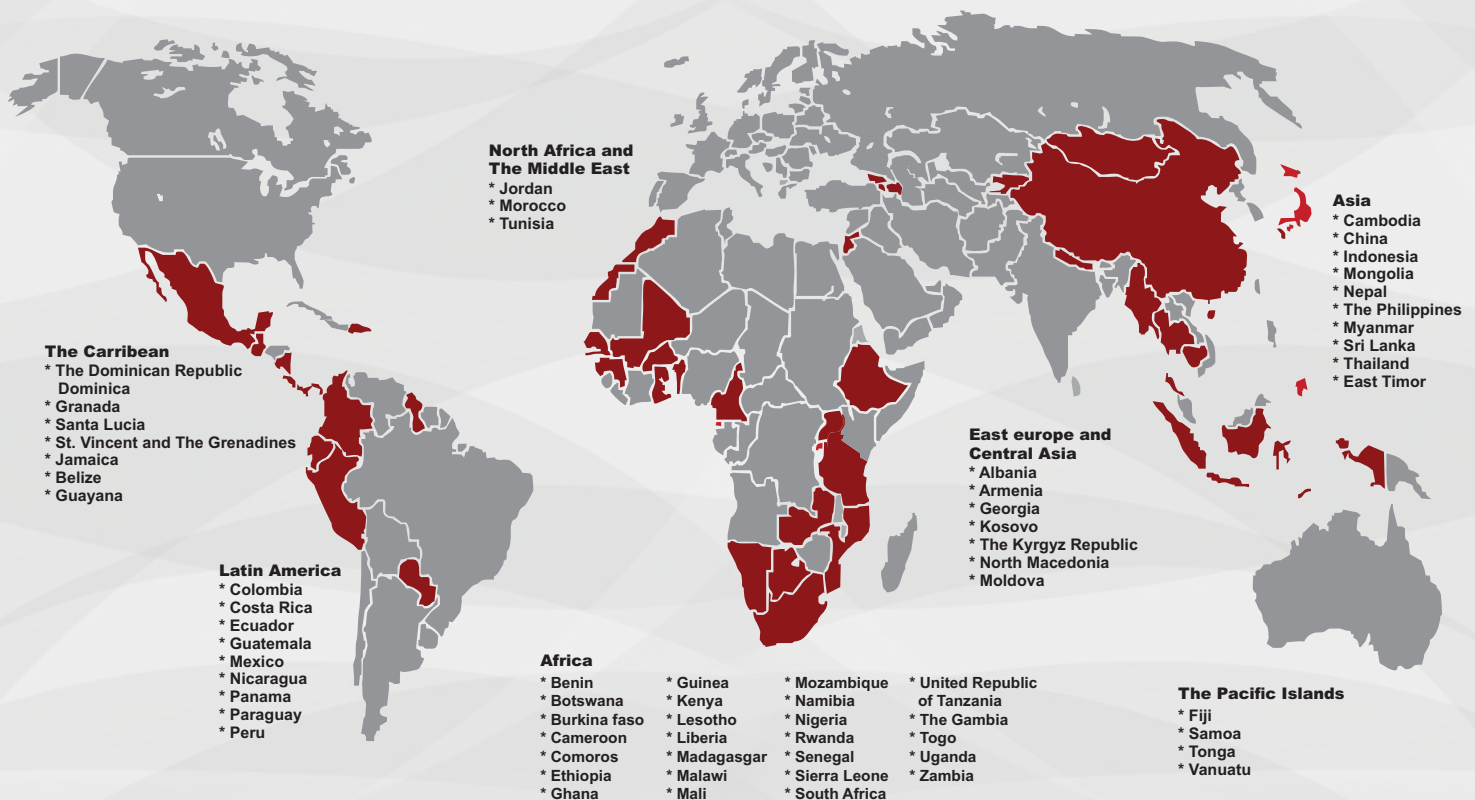 North Africa and
The Middle East
* Jordan
* Morocco
* Tunisia
Asia
* Cambodia
* China
* Indonesia
* Mongolia
* Nepal
* The Philippines
* Myanmar
* Sri Lanka
* Thailand
* East Timor
The Carribean
* The Dominican Republic
Dominica
* Granada
* Santa Lucia
* St. Vincent and The Grenadines
* Jamaica
* Belize
* Guayana
East europe and
Central Asia
* Albania
* Armenia
* Georgia
* Kosovo
* The Kyrgyz Republic
* North Macedonia
* Moldova
Latin America
* Colombia
* Costa Rica
* Ecuador
* Guatemala
* Mexico
* Nicaragua
* Panama
* Paraguay
* Peru
Africa
* Benin
* Botswana
* Burkina faso
* Cameroon
* Comoros
* Ethiopia
* Ghana
* Guinea
* Kenya
* Lesotho
* Liberia
* Madagasgar
* Malawi
* Mali
* Mozambique
* Namibia
* Nigeria
* Rwanda
* Senegal
* Sierra Leone
* South Africa
* United Republic
of Tanzania
* The Gambia
* Togo
* Uganda
* Zambia
The Pacific Islands
* Fiji
* Samoa
* Tonga
* Vanuatu